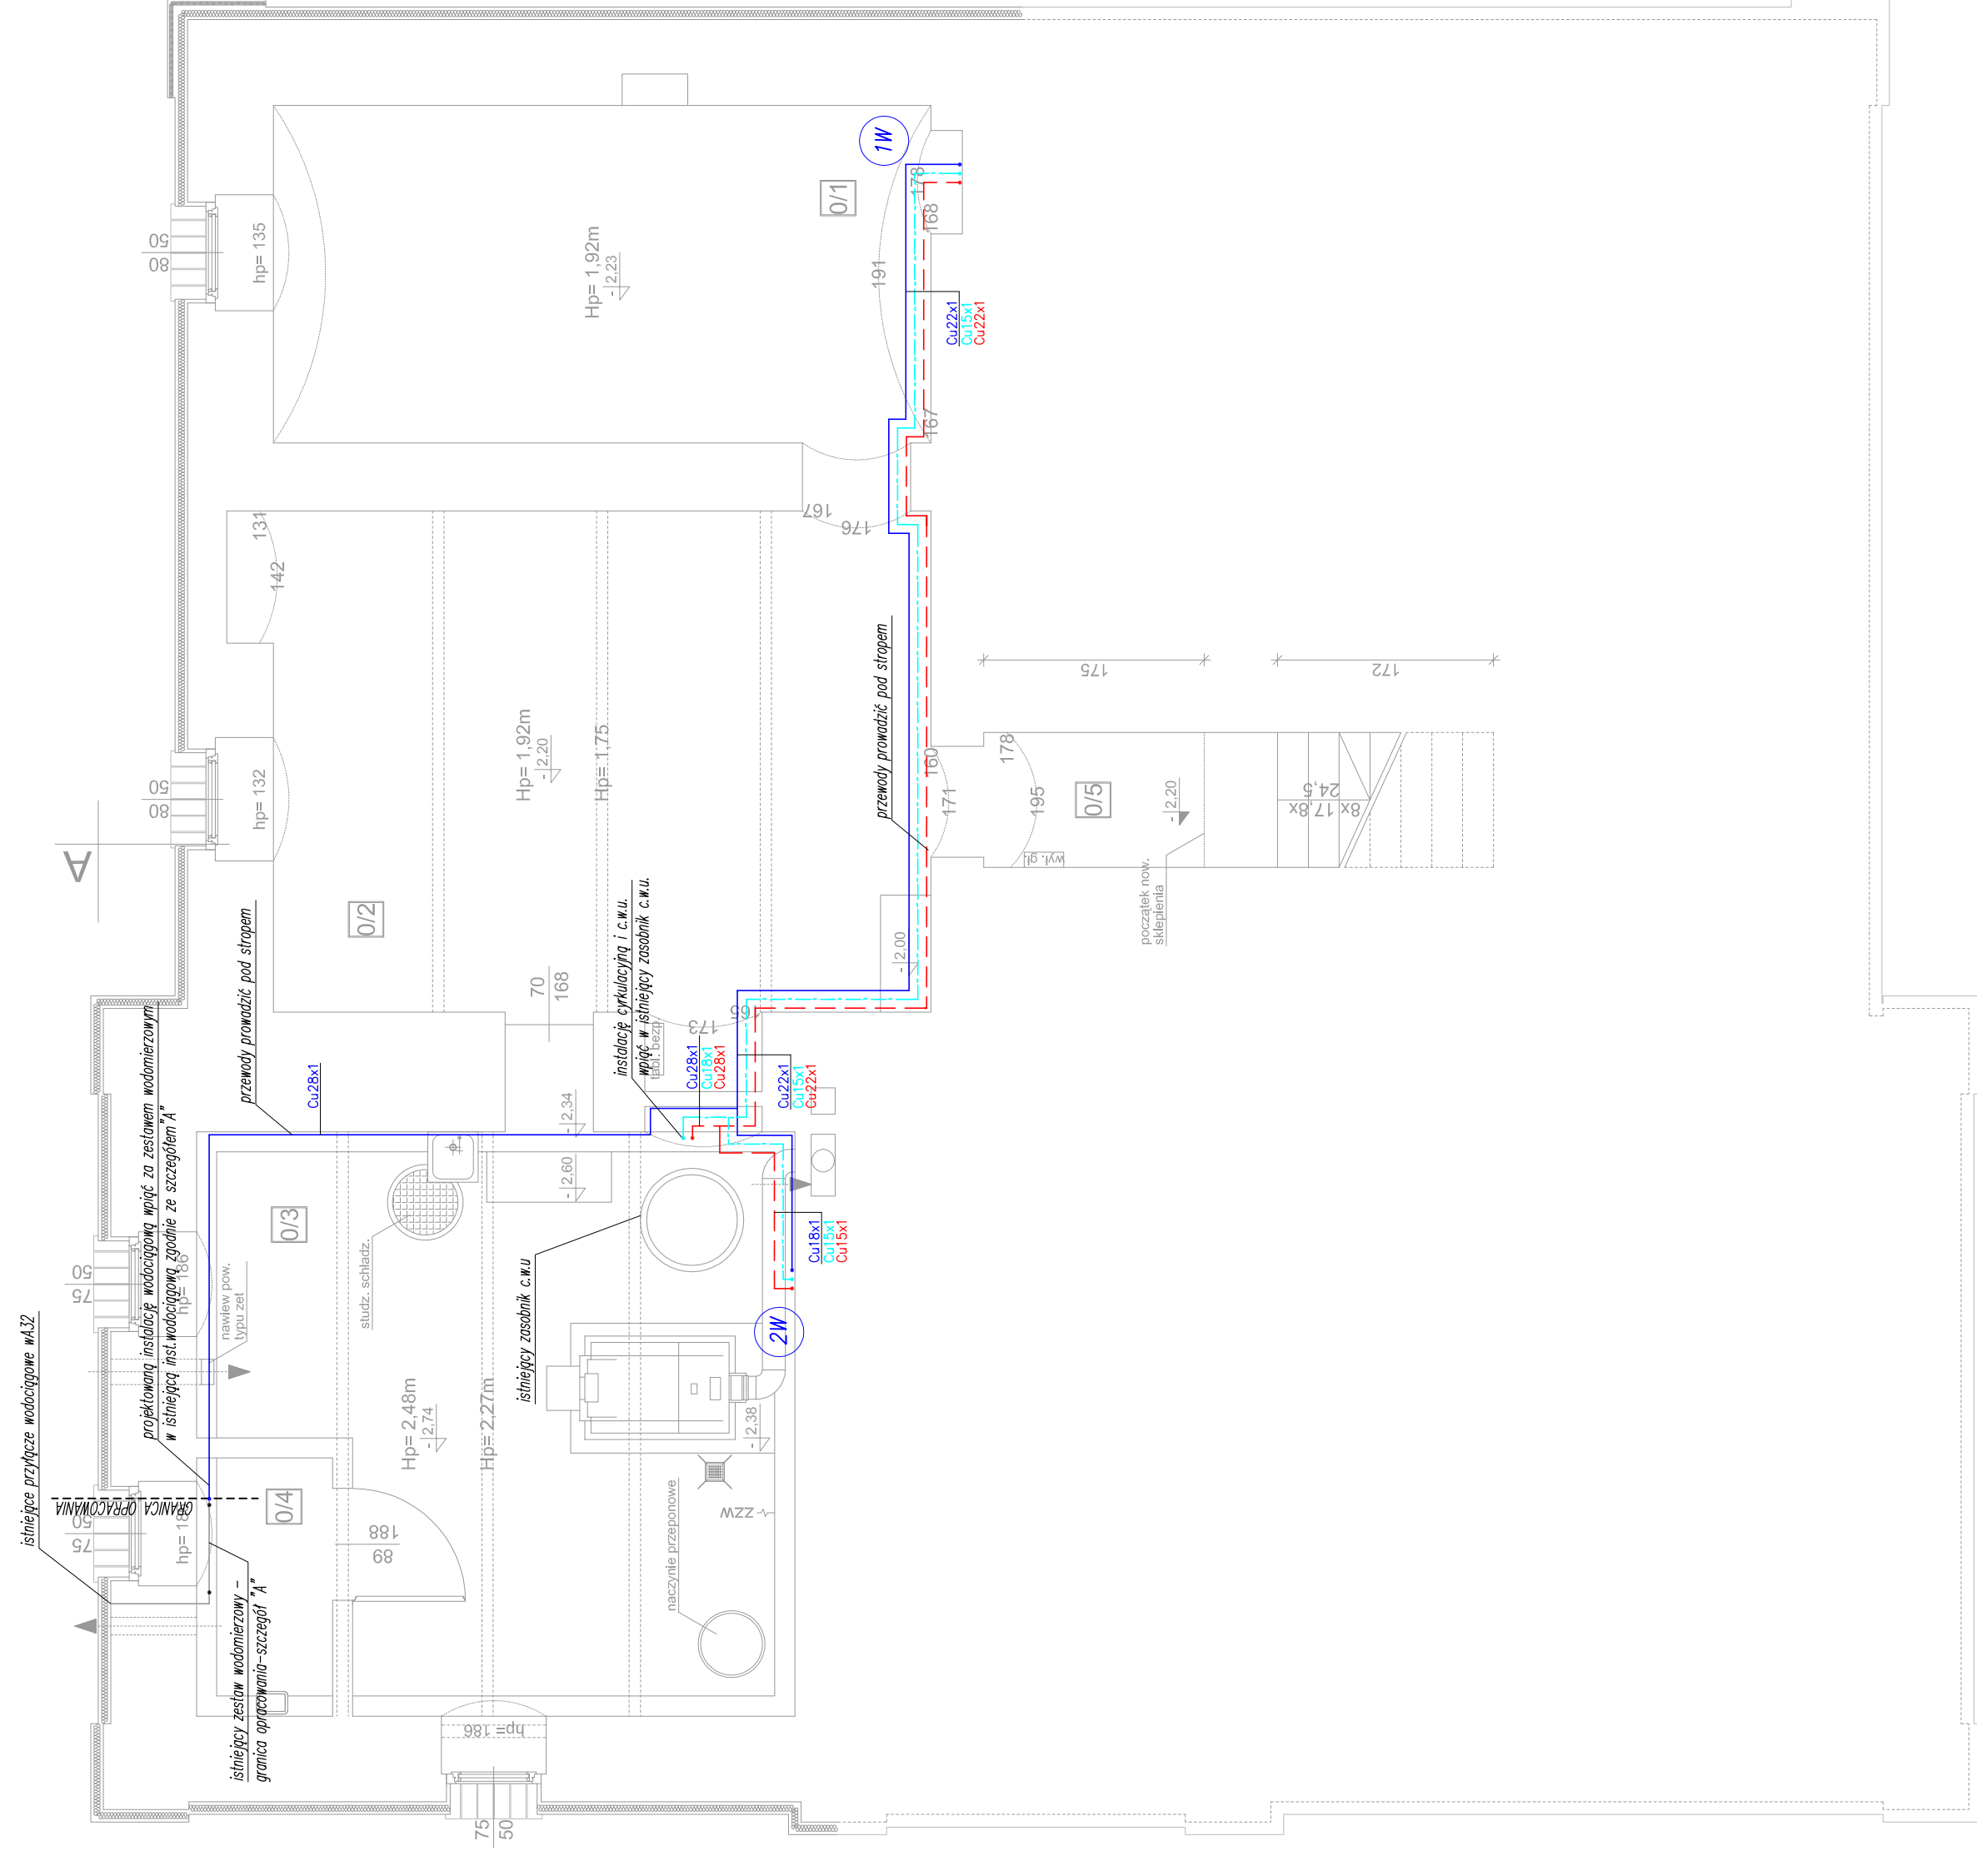 1W
0/1
178
168
191
50
80
hp= 135
Hp= 1,92m
- 2,23
Cu22x1
Cu15x1
Cu22x1
167
131
142
167
176
przewody prowadzić pod stropem
175
172
Hp= 1,92m
- 2,20
Hp= 1,75
50
80
hp= 132
A
160
171
178
195
0/5
- 2,20
8x 17,8x
24,5
wył. gł.
początek now.
sklepienia
0/2
- 2,00
70
168
przewody prowadzić pod stropem
Cu28x1
instalację cyrkulacyjną i c.w.u.
wpiąć w istniejący zasobnik c.w.u.
tabl. bezp.
173
165
Cu28x1
Cu18x1
Cu28x1
Cu22x1
Cu15x1
Cu22x1
projektowaną instalację wodociągową wpiąć za zestawem wodomierzowym
w istniejącą inst.wodociągową zgodnie ze szczegółem"A"
- 2,34
- 2,60
0/3
studz. schładz.
nawiew pow.
typu zet
50
75
hp= 186
istniejący zasobnik c.w.u
Cu18x1
Cu15x1
Cu15x1
2W
istniejące przyłącze wodociągowe wA32
Hp= 2,48m
- 2,74
Hp= 2,27m
- 2,38
GRANICA OPRACOWANIA
0/4
50
75
188
89
ZZW
naczynie przeponowe
istniejący zestaw wodomierzowy -
granica opracowania-szczegół "A"
hp= 186
75
50